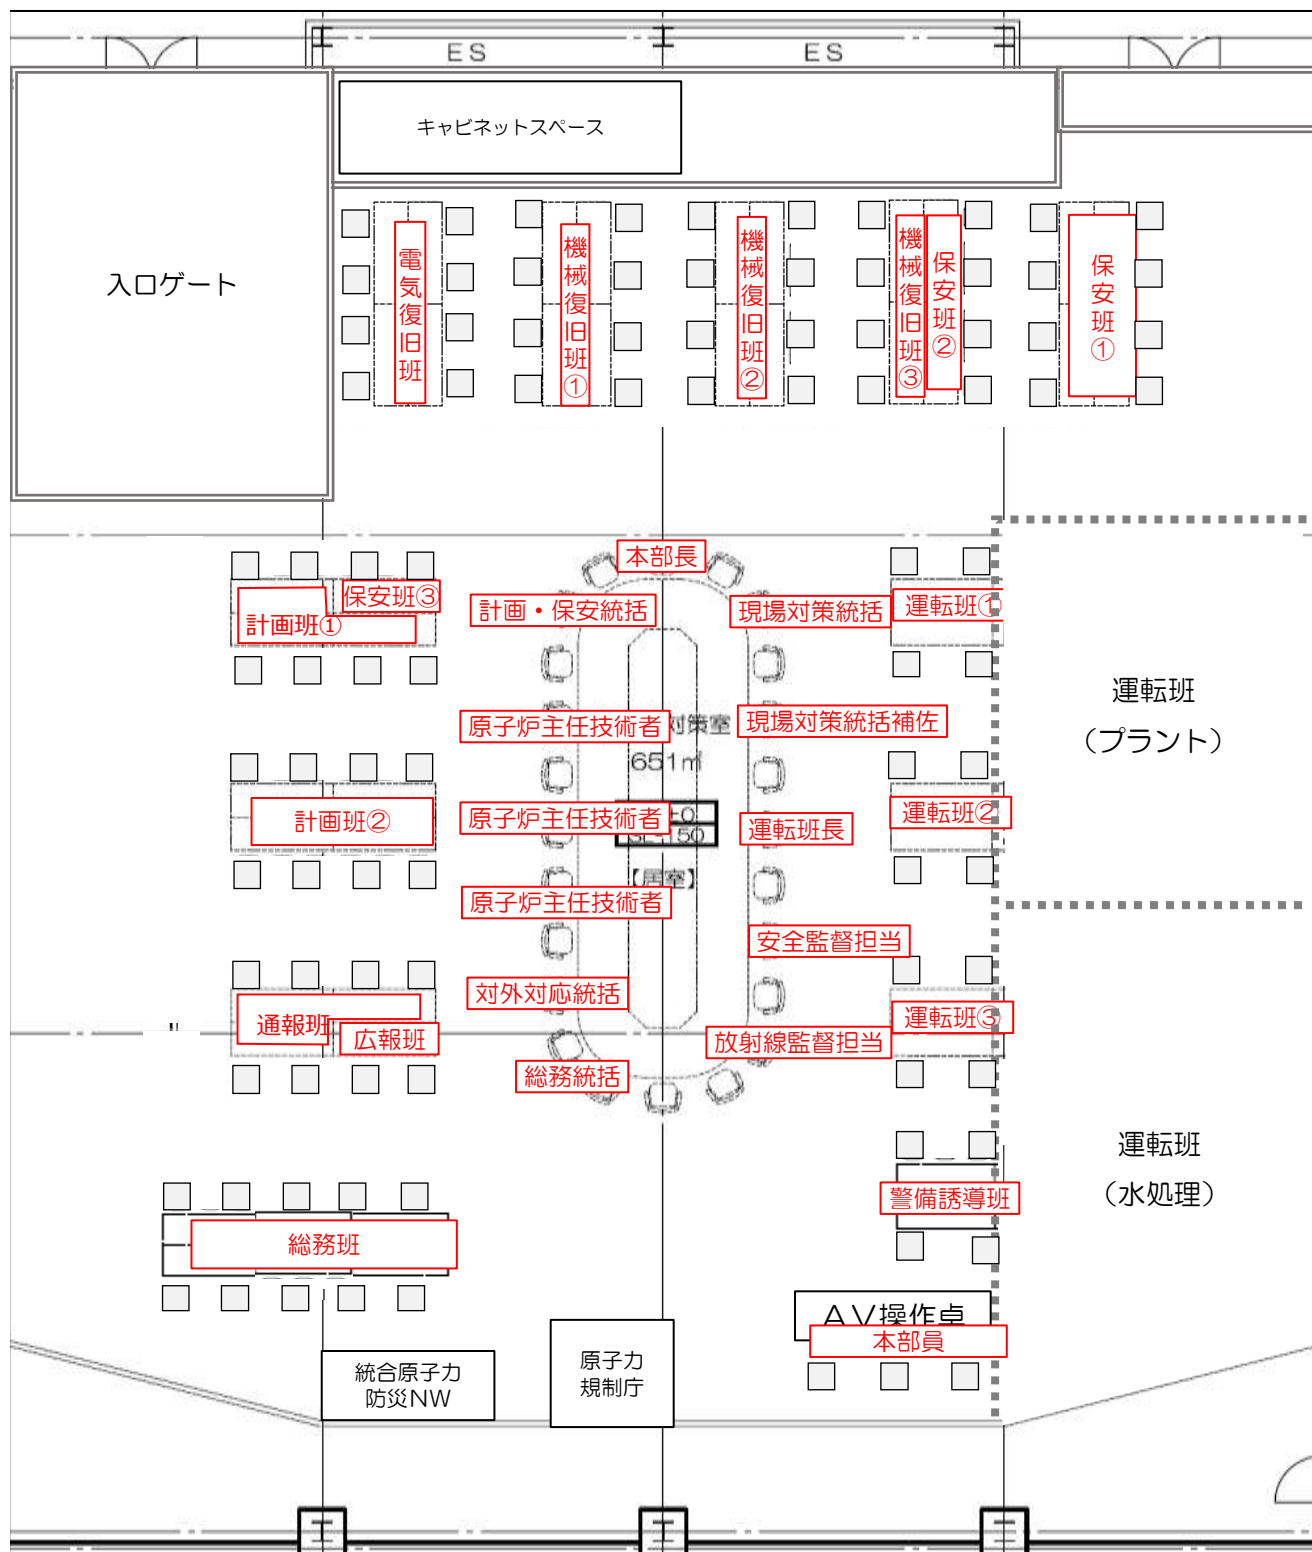 ES
ES
キャビネットスペース
入口ゲート
電気復旧班
機械復旧班①
機械復旧班②
機械復旧班③
保安班②
保安班①
本部長
計画・保安統括
現場対策統括
保安班③
計画班①
運転班①
運転班
（プラント）
原子炉主任技術者
対策室
現場対策統括補佐
651㎡
計画班②
原子炉主任技術者
運転班長
運転班②
【居室】
原子炉主任技術者
安全監督担当
対外対応統括
通報班
広報班
放射線監督担当
運転班③
総務統括
運転班
（水処理）
警備誘導班
総務班
AV操作卓
本部員
統合原子力
防災NW
原子力
規制庁